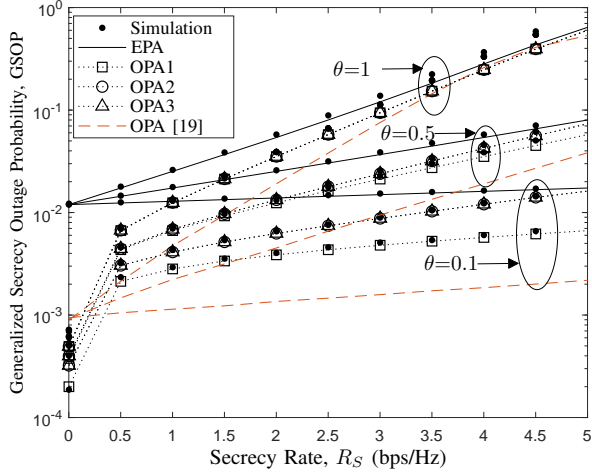 Generalized Secrecy Outage Probability, GSOP
10^0
10^-1
10^-2
10^-3
10^-4
Simulation
EPA
OPA1
OPA2
OPA3
OPA [19]
θ=1
θ=0.5
θ=0.1
0 0.5 1 1.5 2 2.5 3 3.5 4 4.5 5
Secrecy Rate, R_S (bps/Hz)